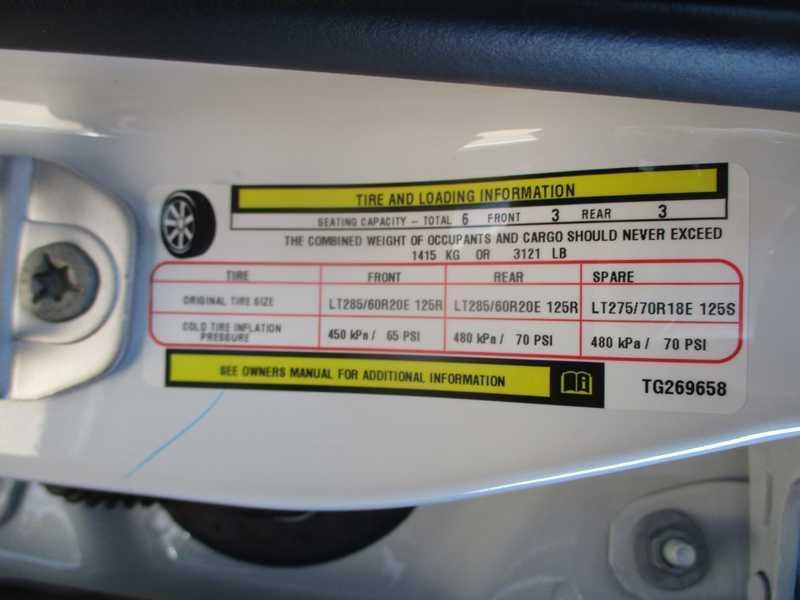 TIRE AND LOADING INFORMATION
SEATING CAPACITY - TOTAL 6 FRONT 3 REAR 3
THE COMBINED WEIGHT OF OCCUPANTS AND CARGO SHOULD NEVER EXCEED
1415 KG OR 3121 LB
TIRE FRONT REAR SPARE
ORIGINAL TIRE SIZE LT285/60R20E 125R LT285/60R20E 125R LT275/70R18E 125S
COLD TIRE INFLATION
PRESSURE 450 kPa / 65 PSI 480 kPa / 70 PSI 480 kPa / 70 PSI
SEE OWNERS MANUAL FOR ADDITIONAL INFORMATION
TG269658